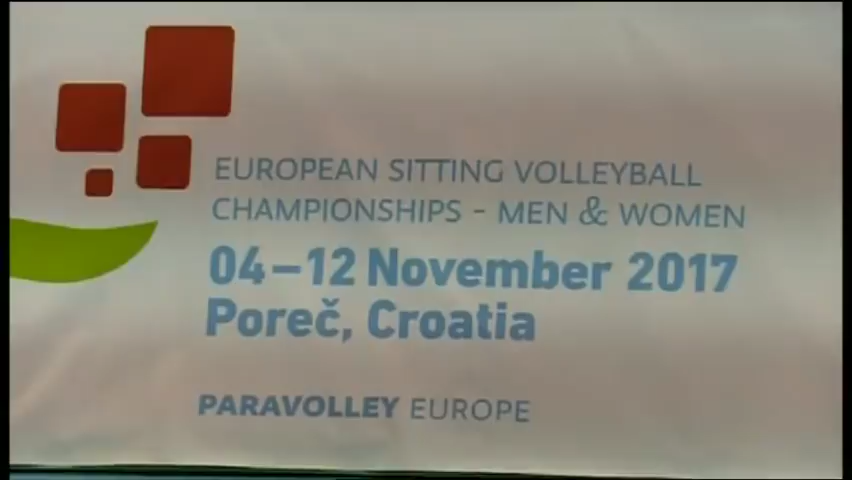 EUROPEAN SITTING VOLLEYBALL
CHAMPIONSHIPS - MEN & WOMEN
04–12 November 2017
Poreč, Croatia
PARAVOLLEY EUROPE